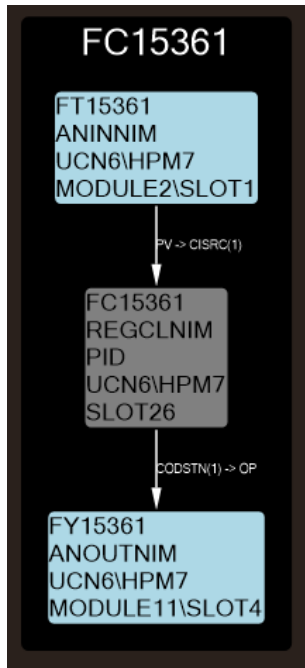 FC15361
FT15361
ANINNIM
UCN6\HPM7
MODULE2\SLOT1
PV -> CISRC(1)
FC15361
REGCLNIM
PID
UCN6\HPM7
SLOT26
CODSTN(1) -> OP
FY15361
ANOUTNIM
UCN6\HPM7
MODULE11\SLOT4